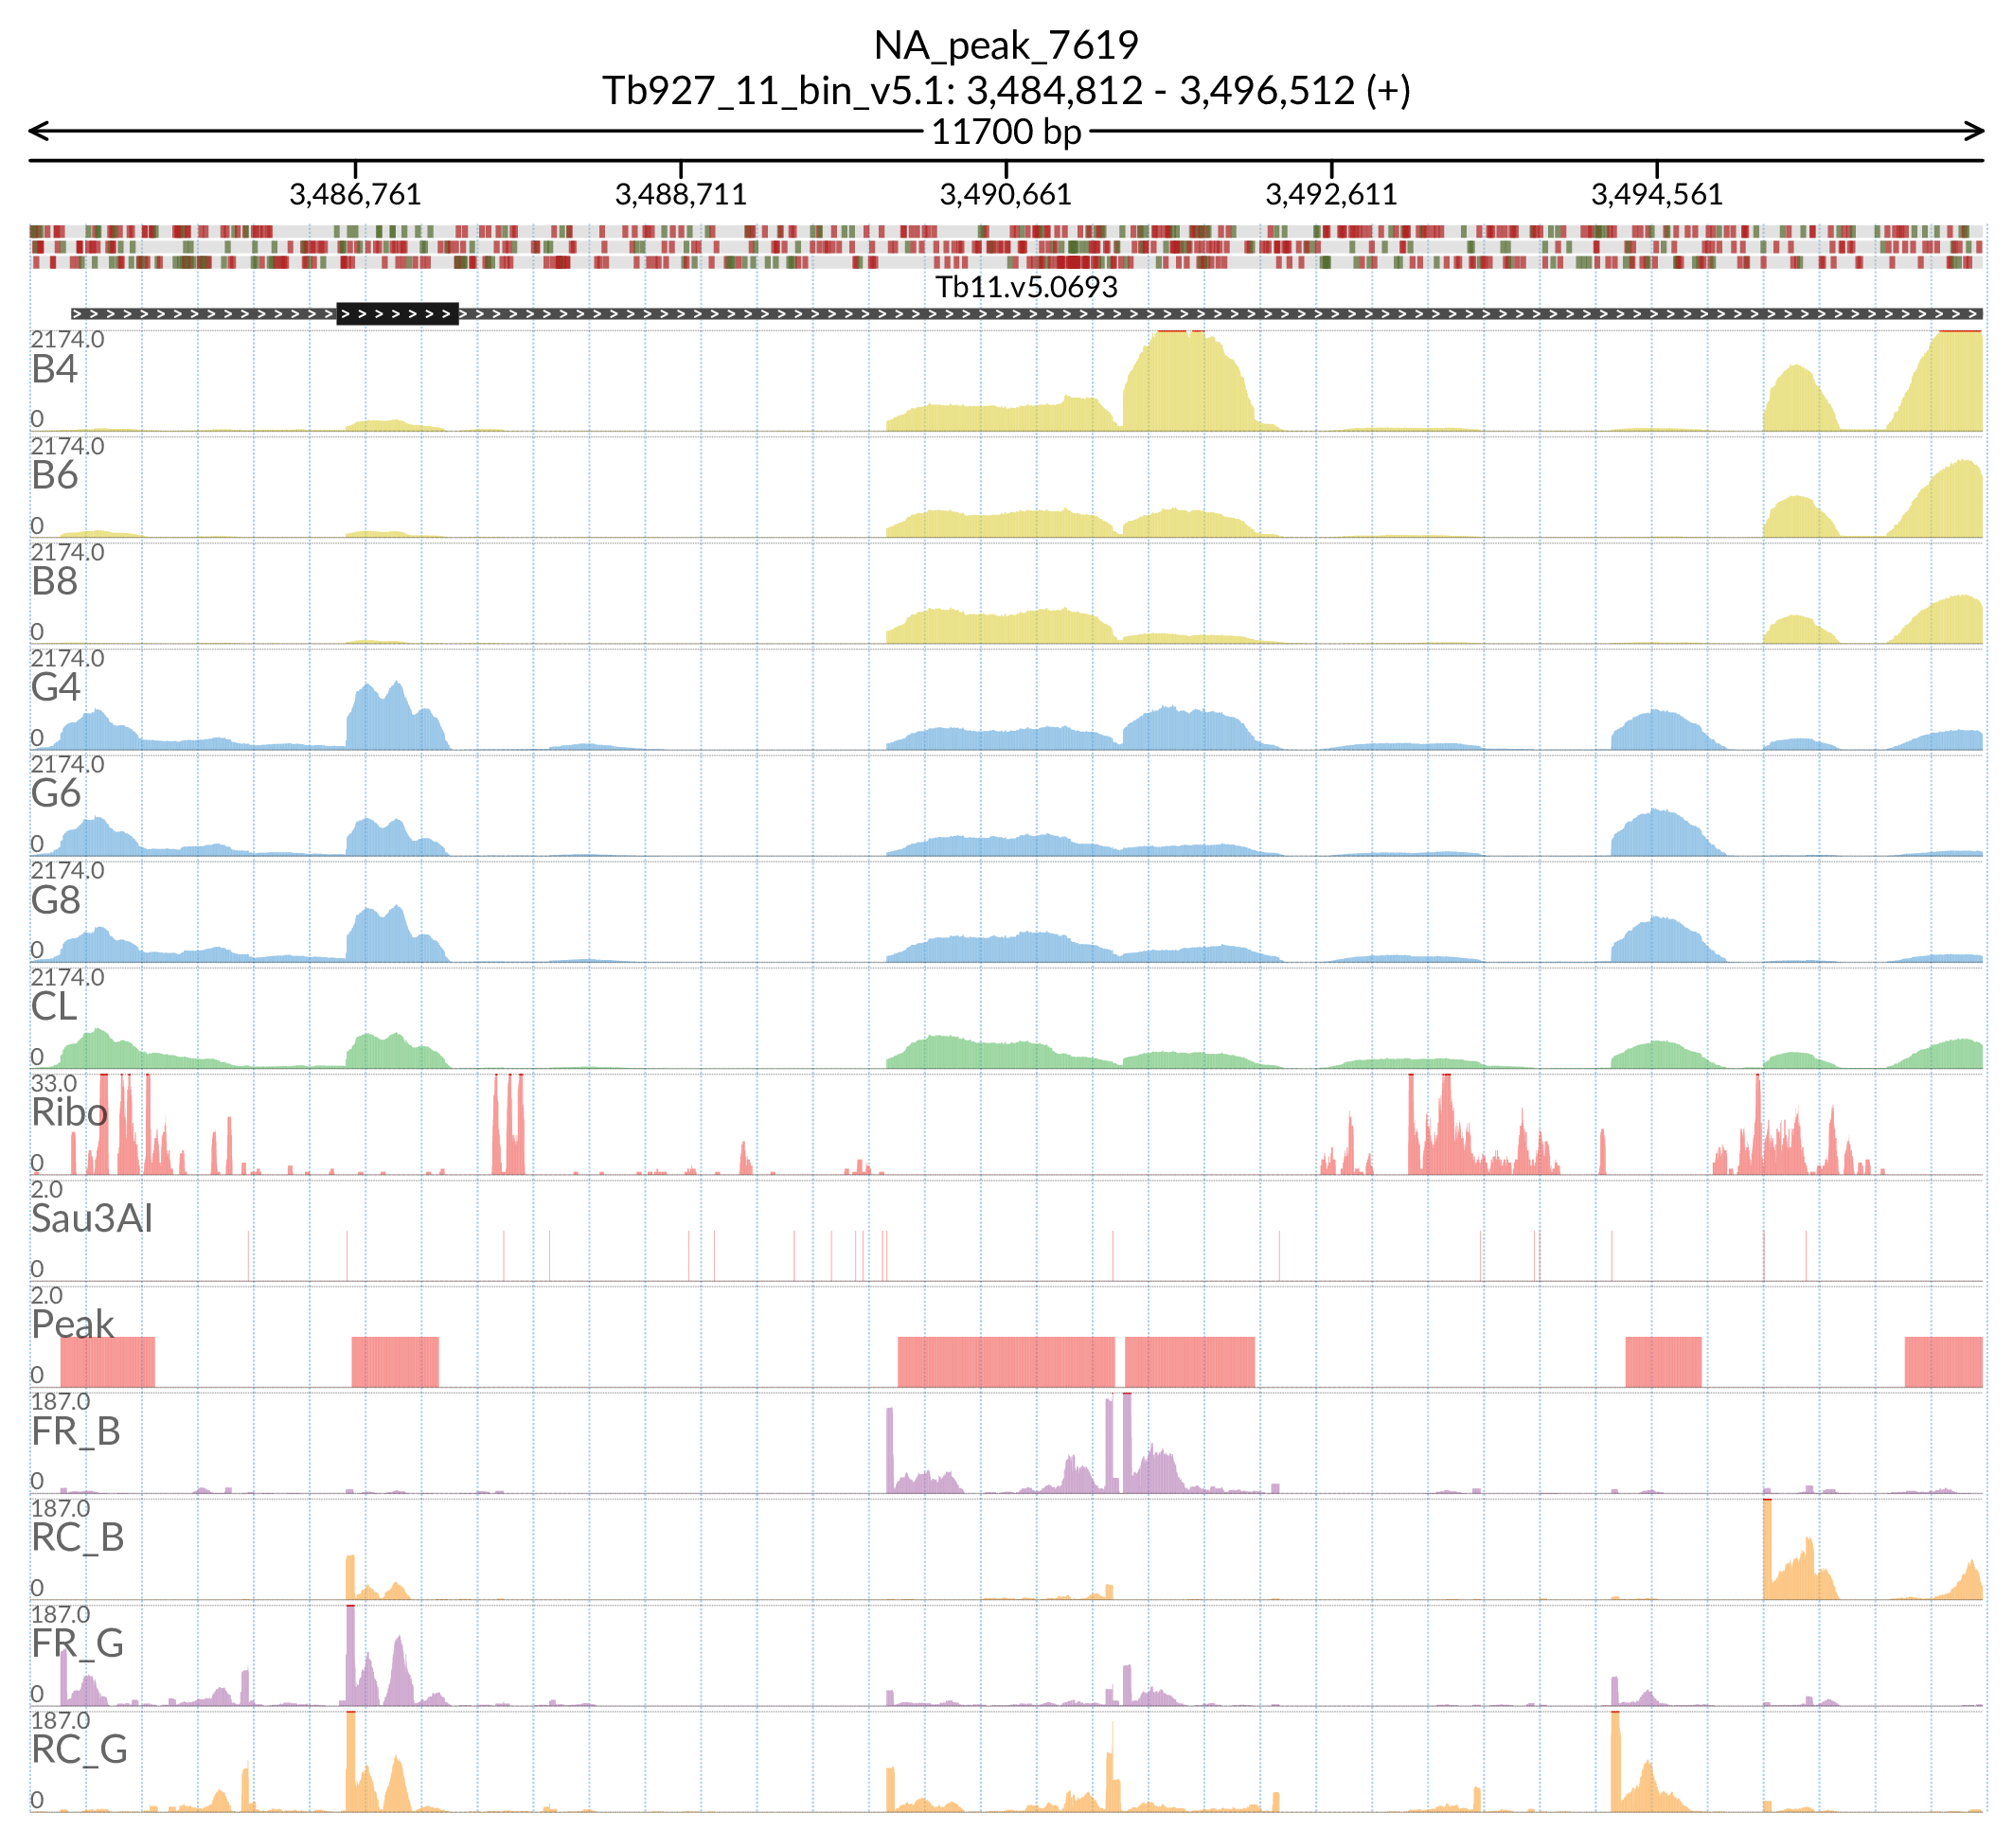 NA_peak_7619
Tb927_11_bin_v5.1: 3,484,812 - 3,496,512 (+)
11700 bp
3,486,761 3,488,711 3,490,661 3,492,611 3,494,561
Tb11.v5.0693
2174.0
B4
0
2174.0
B6
0
2174.0
B8
0
2174.0
G4
0
2174.0
G6
0
2174.0
G8
0
2174.0
CL
0
33.0
Ribo
0
2.0
Sau3AI
0
2.0
Peak
0
187.0
FR_B
0
187.0
RC_B
0
187.0
FR_G
0
187.0
RC_G
0